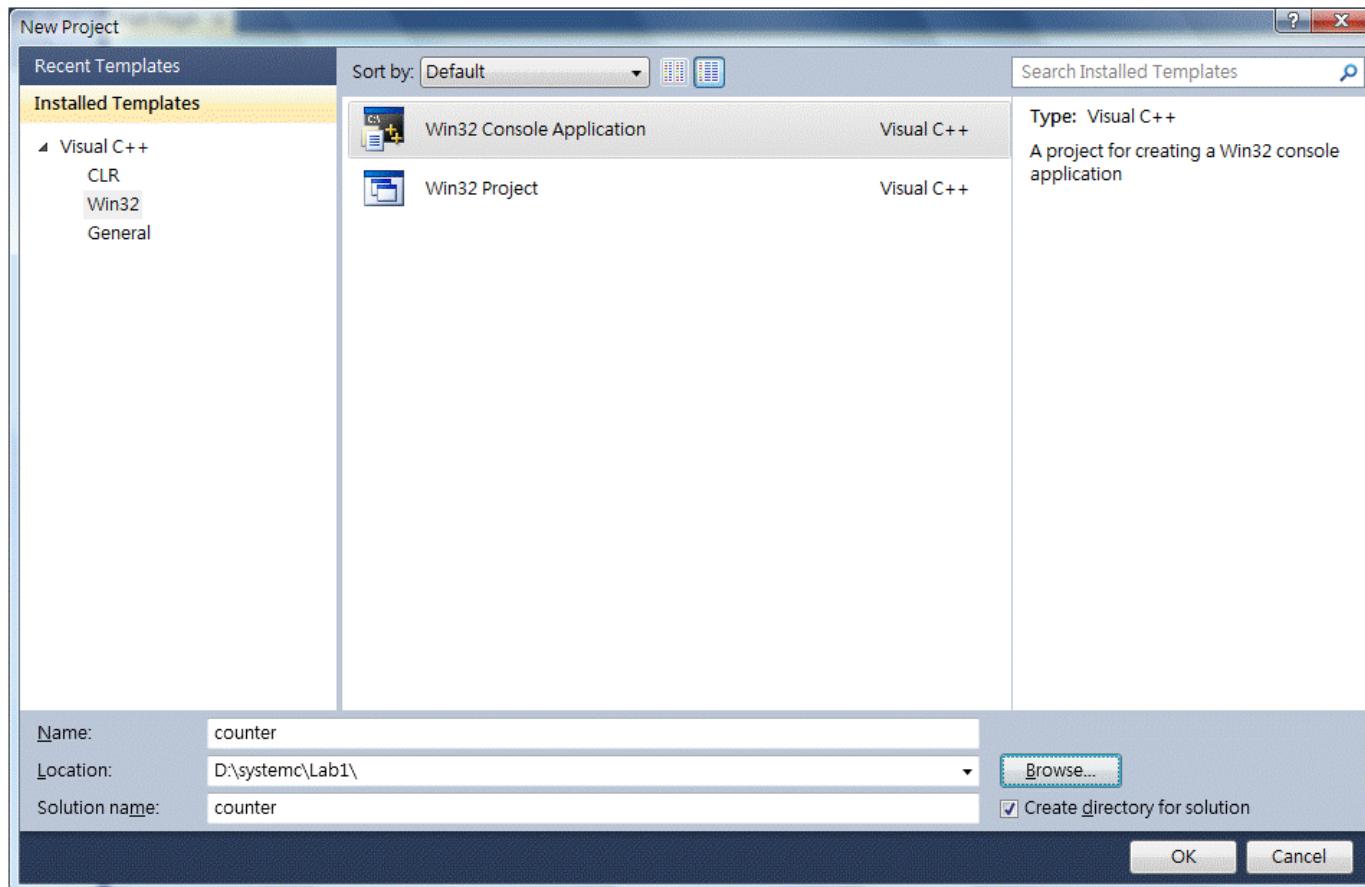 New Project
Recent Templates
Installed Templates
Visual C++
CLR
Win32
General
Sort by: Default
Win32 Console Application Visual C++
Win32 Project Visual C++
Search Installed Templates
Type: Visual C++
A project for creating a Win32 console
application
Name: counter
Location: D:\systemc\Lab1\
Browse...
Solution name: counter
Create directory for solution
OK
Cancel